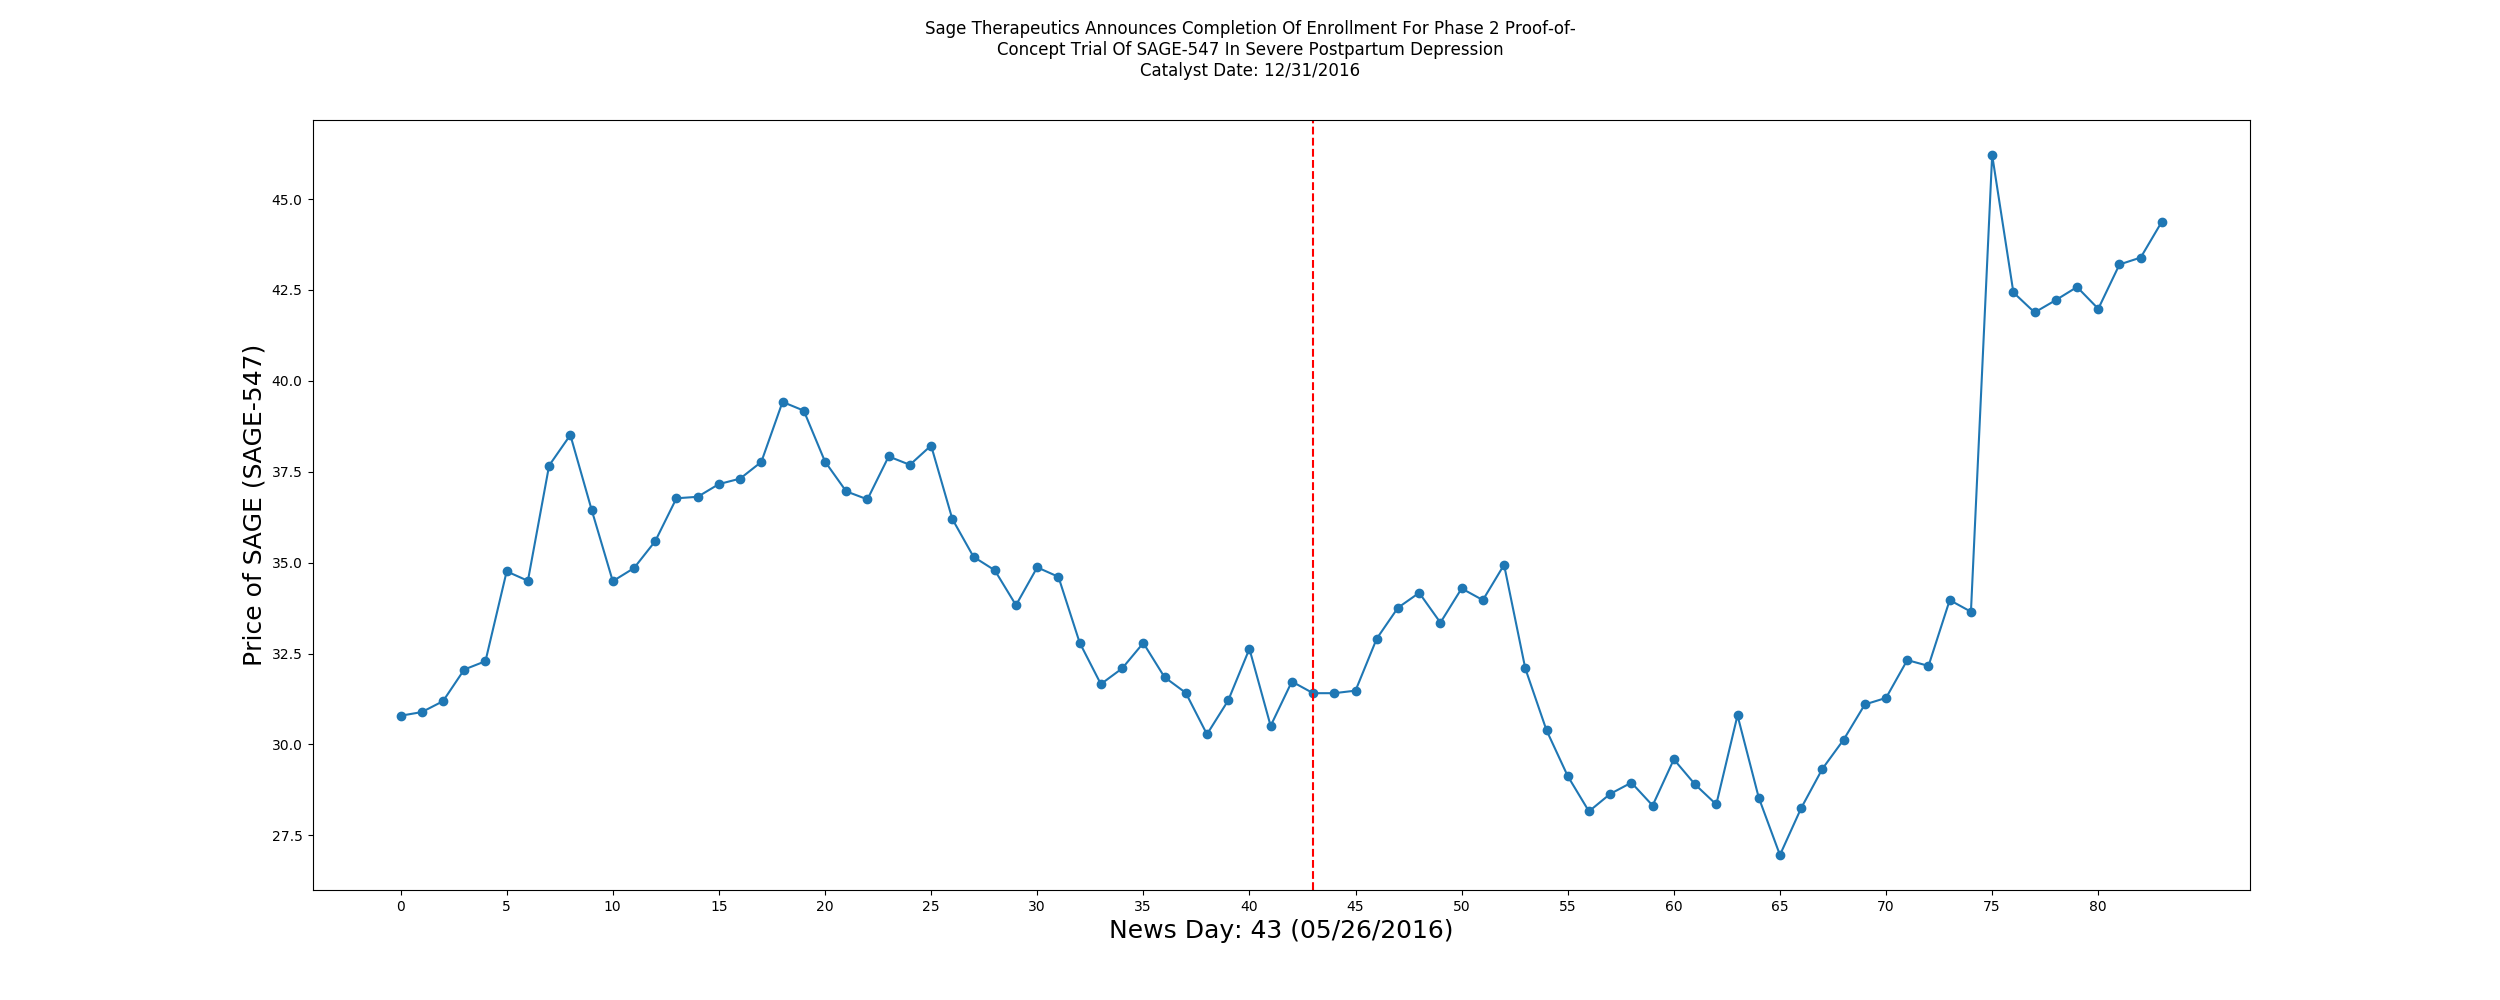 Sage Therapeutics Announces Completion Of Enrollment For Phase 2 Proof-of-
Concept Trial Of SAGE-547 In Severe Postpartum Depression
Catalyst Date: 12/31/2016
Price of SAGE (SAGE-547)
45.0
42.5
40.0
37.5
35.0
32.5
30.0
27.5
0 5 10 15 20 25 30 35 40 45 50 55 60 65 70 75 80
News Day: 43 (05/26/2016)